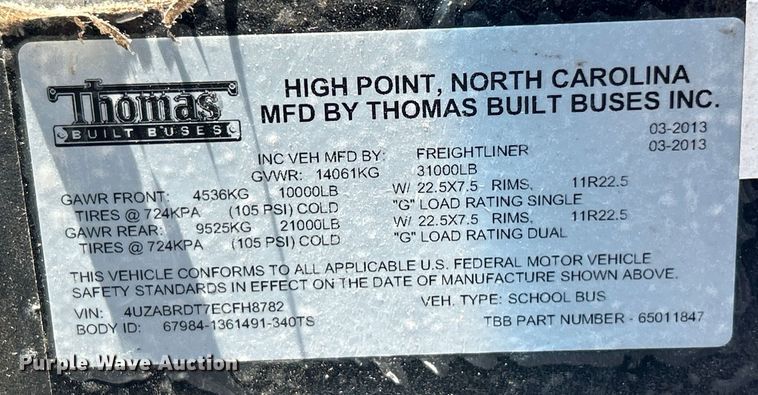 Thomas
BUILT BUSES
HIGH POINT, NORTH CAROLINA
MFD BY THOMAS BUILT BUSES INC.
03-2013
INC VEH MFD BY: FREIGHTLINER 03-2013
GVWR: 14061KG 31000LB
GAWR FRONT: 4536KG 10000LB W/ 22.5X7.5 RIMS, 11R22.5
TIRES @ 724KPA (105 PSI) COLD "G" LOAD RATING SINGLE
GAWR REAR: 9525KG 21000LB W/ 22.5X7.5 RIMS, 11R22.5
TIRES @ 724KPA (105 PSI) COLD "G" LOAD RATING DUAL
THIS VEHICLE CONFORMS TO ALL APPLICABLE U.S. FEDERAL MOTOR VEHICLE
SAFETY STANDARDS IN EFFECT ON THE DATE OF MANUFACTURE SHOWN ABOVE.
VIN: 4UZABRDT7ECFH8782 VEH. TYPE: SCHOOL BUS
BODY ID: 67984-1361491-340TS TBB PART NUMBER - 65011847
Purple Wave Auction